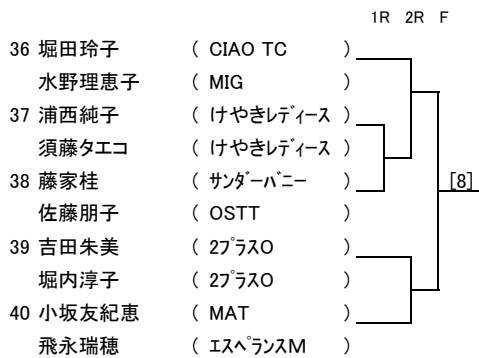 1R 2R F
36 堀田玲子 ( CIAO TC )
水野理恵子 ( MIG )
37 浦西純子 ( けやきﾚﾃﾞｨｰｽ )
須藤タエコ ( けやきﾚﾃﾞｨｰｽ )
38 藤家桂 ( ｻﾝﾀﾞｰﾊﾞﾆｰ )
[8]
佐藤朋子 ( OSTT )
39 吉田朱美 ( 2ﾌﾟﾗｽO )
堀内淳子 ( 2ﾌﾟﾗｽO )
40 小坂友紀恵 ( MAT )
飛永瑞穂 ( ｴｽﾍﾟﾗﾝｽM )